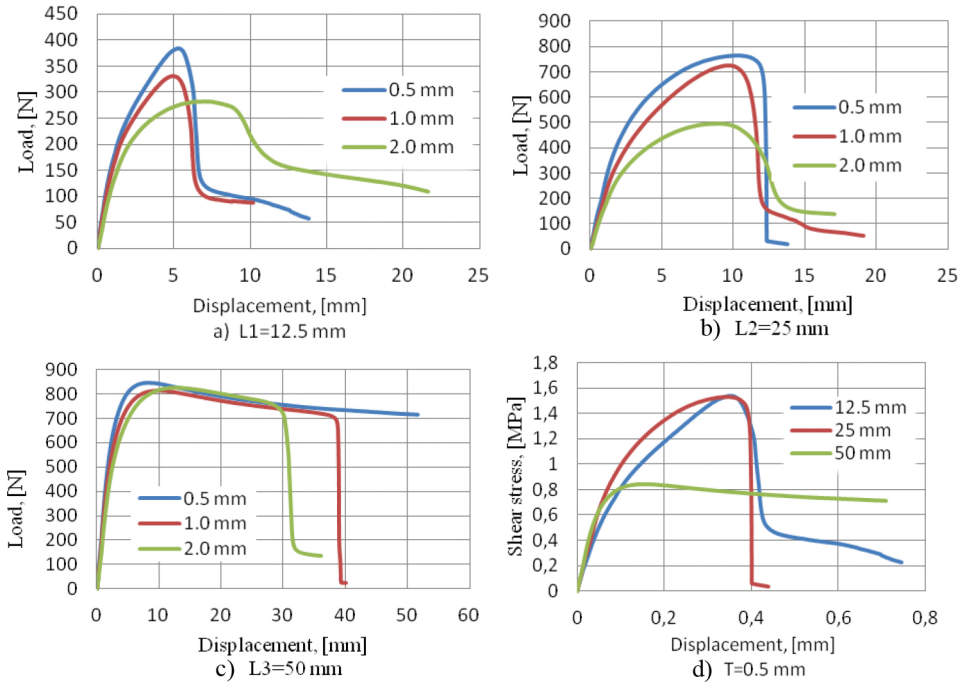 Load, [N]
450
400
350
300
250
200
150
100
50
0
0 5 10 15 20 25
0.5 mm
1.0 mm
2.0 mm
Displacement, [mm]
a) L1=12.5 mm
Load, [N]
900
800
700
600
500
400
300
200
100
0
0 5 10 15 20 25
0.5 mm
1.0 mm
2.0 mm
Displacement, [mm]
b) L2=25 mm
Load, [N]
900
800
700
600
500
400
300
200
100
0
0 10 20 30 40 50 60
0.5 mm
1.0 mm
2.0 mm
Displacement, [mm]
c) L3=50 mm
Shear stress, [MPa]
1,8
1,6
1,4
1,2
1
0,8
0,6
0,4
0,2
0
0 0,2 0,4 0,6 0,8
12.5 mm
25 mm
50 mm
Displacement, [mm]
d) T=0.5 mm